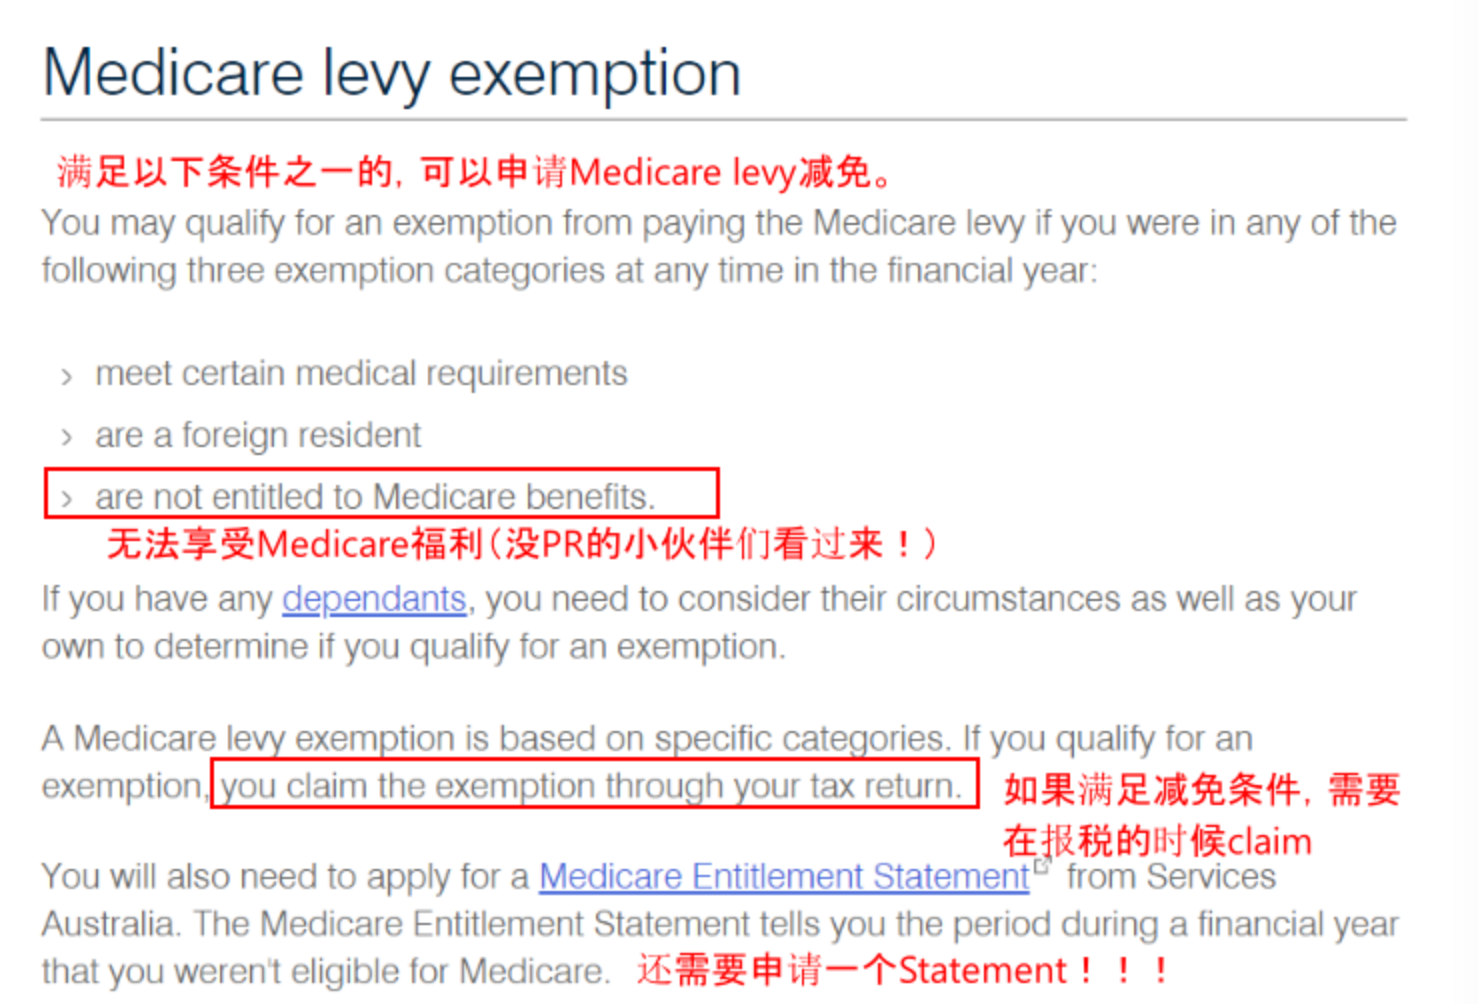 Medicare levy exemption
满足以下条件之一的，可以申请Medicare levy减免。
You may qualify for an exemption from paying the Medicare levy if you were in any of the
following three exemption categories at any time in the financial year:
› meet certain medical requirements
› are a foreign resident
› are not entitled to Medicare benefits.
无法享受Medicare福利（没PR的小伙伴们看过来！）
If you have any dependants, you need to consider their circumstances as well as your
own to determine if you qualify for an exemption.
A Medicare levy exemption is based on specific categories. If you qualify for an
exemption, you claim the exemption through your tax return.
如果满足减免条件，需要
在报税的时候claim
You will also need to apply for a Medicare Entitlement Statement from Services
Australia. The Medicare Entitlement Statement tells you the period during a financial year
that you weren't eligible for Medicare. 还需要申请一个Statement！！！